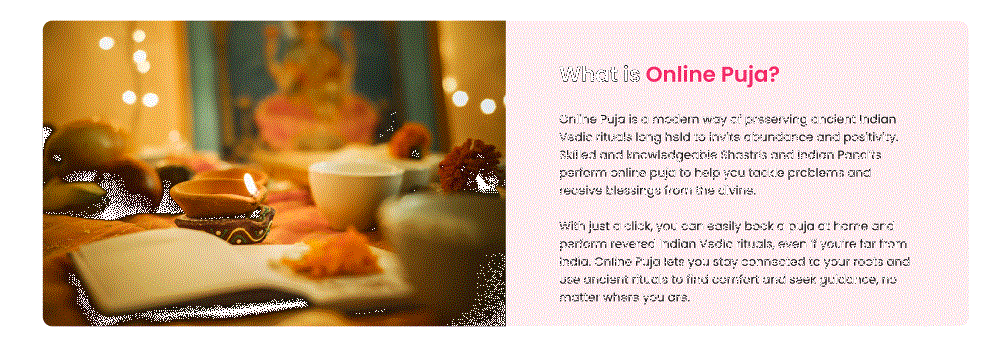 What is Online Puja?
Online Puja is a modern way of preserving ancient Indian
Vedic rituals long held to invite abundance and positivity.
Skilled and knowledgeable Shastris and Indian Pandits
perform online puja to help you tackle problems and
receive blessings from the divine.
With just a click, you can easily book a puja at home and
perform revered Indian Vedic rituals, even if you're far from
India. Online Puja lets you stay connected to your roots and
use ancient rituals to find comfort and seek guidance, no
matter where you are.